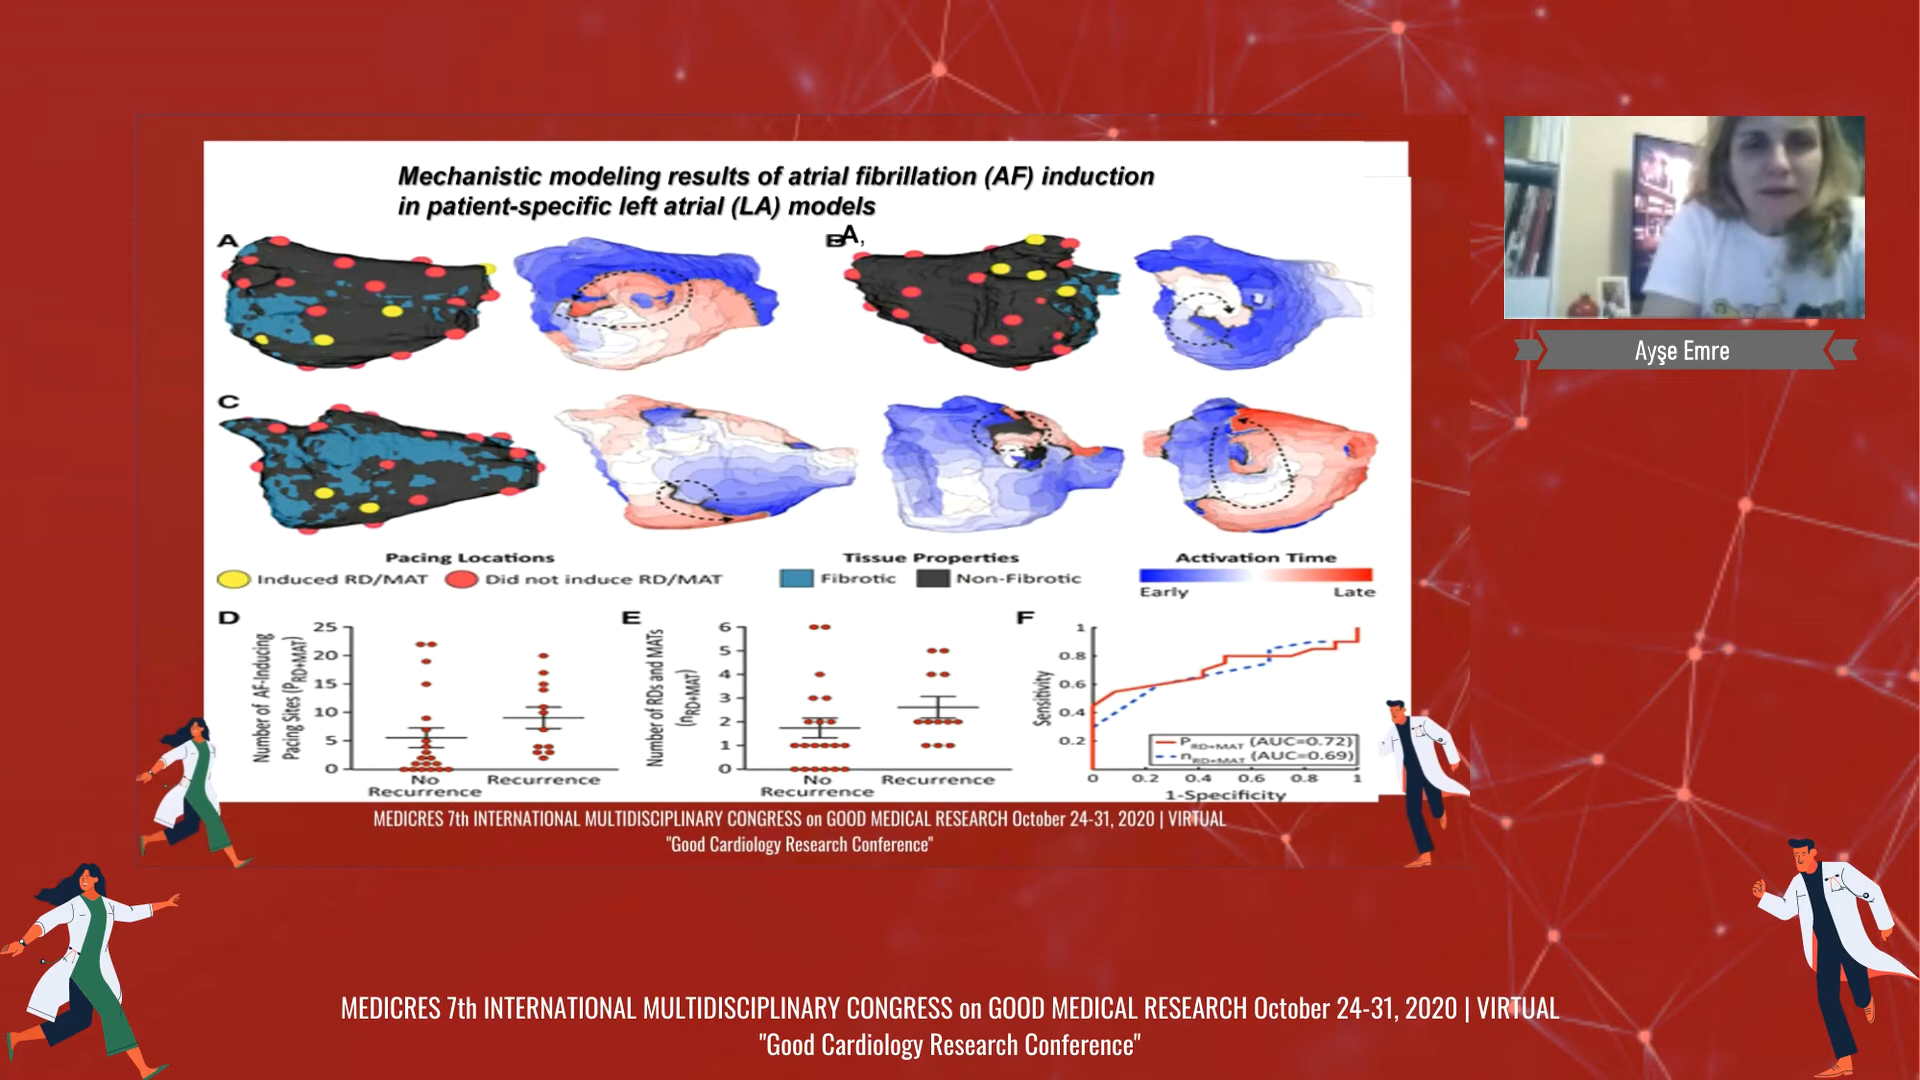 Mechanistic modeling results of atrial fibrillation (AF) induction
in patient-specific left atrial (LA) models
A
B
A,
C
Pacing Locations
Induced RD/MAT
Did not induce RD/MAT
Tissue Properties
Fibrotic
Non-Fibrotic
Activation Time
Early
Late
D
Number of AF-Inducing
Pacing Sites (PRD+MAT)
25
20
15
10
5
0
No
Recurrence
Recurrence
E
Number of RDs and MATs
(nRD+MAT)
6
5
4
3
2
1
0
No
Recurrence
Recurrence
F
Sensitivity
1
0.8
0.6
0.4
0.2
PRD+MAT (AUC=0.72)
nRD+MAT (AUC=0.69)
0 0.2 0.4 0.6 0.8 1
1-Specificity
MEDICRES 7th INTERNATIONAL MULTIDISCIPLINARY CONGRESS on GOOD MEDICAL RESEARCH October 24-31, 2020 | VIRTUAL
"Good Cardiology Research Conference"
Ayşe Emre
MEDICRES 7th INTERNATIONAL MULTIDISCIPLINARY CONGRESS on GOOD MEDICAL RESEARCH October 24-31, 2020 | VIRTUAL
"Good Cardiology Research Conference"